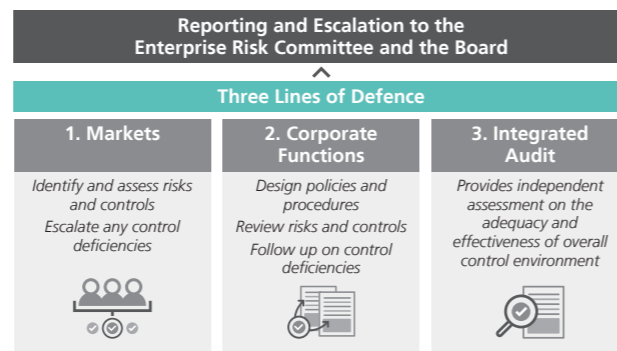 Reporting and Escalation to the
Enterprise Risk Committee and the Board
Three Lines of Defence
1. Markets
Identify and assess risks
and controls
Escalate any control
deficiencies
2. Corporate
Functions
Design policies and
procedures
Review risks and controls
Follow up on control
deficiencies
3. Integrated
Audit
Provides independent
assessment on the
adequacy and
effectiveness of overall
control environment